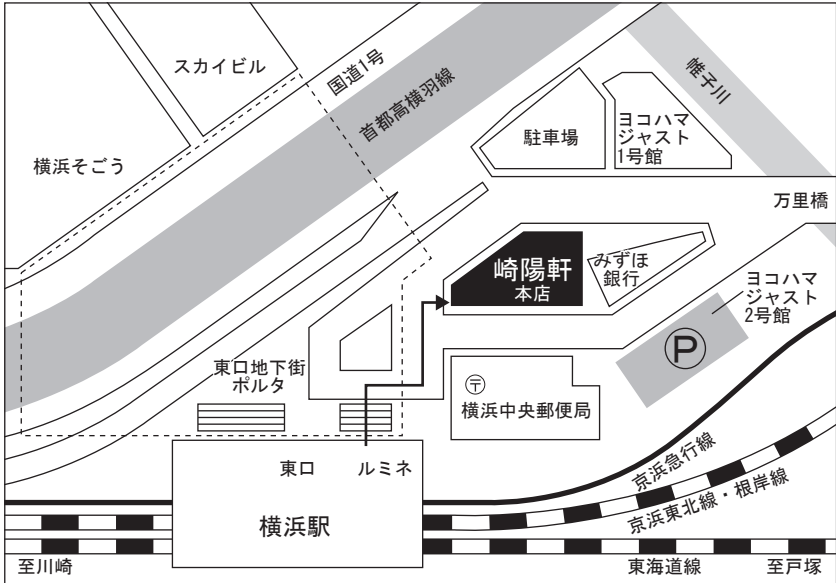 スカイビル
国道1号
首都高横羽線
帷子川
横浜そごう
駐車場
ヨコハマ
ジャスト
1号館
万里橋
崎陽軒
本店
みずほ
銀行
ヨコハマ
ジャスト
2号館
P
東口地下街
ポルタ
〒
横浜中央郵便局
東口
ルミネ
横浜駅
京浜急行線
京浜東北線・根岸線
至川崎
東海道線
至戸塚